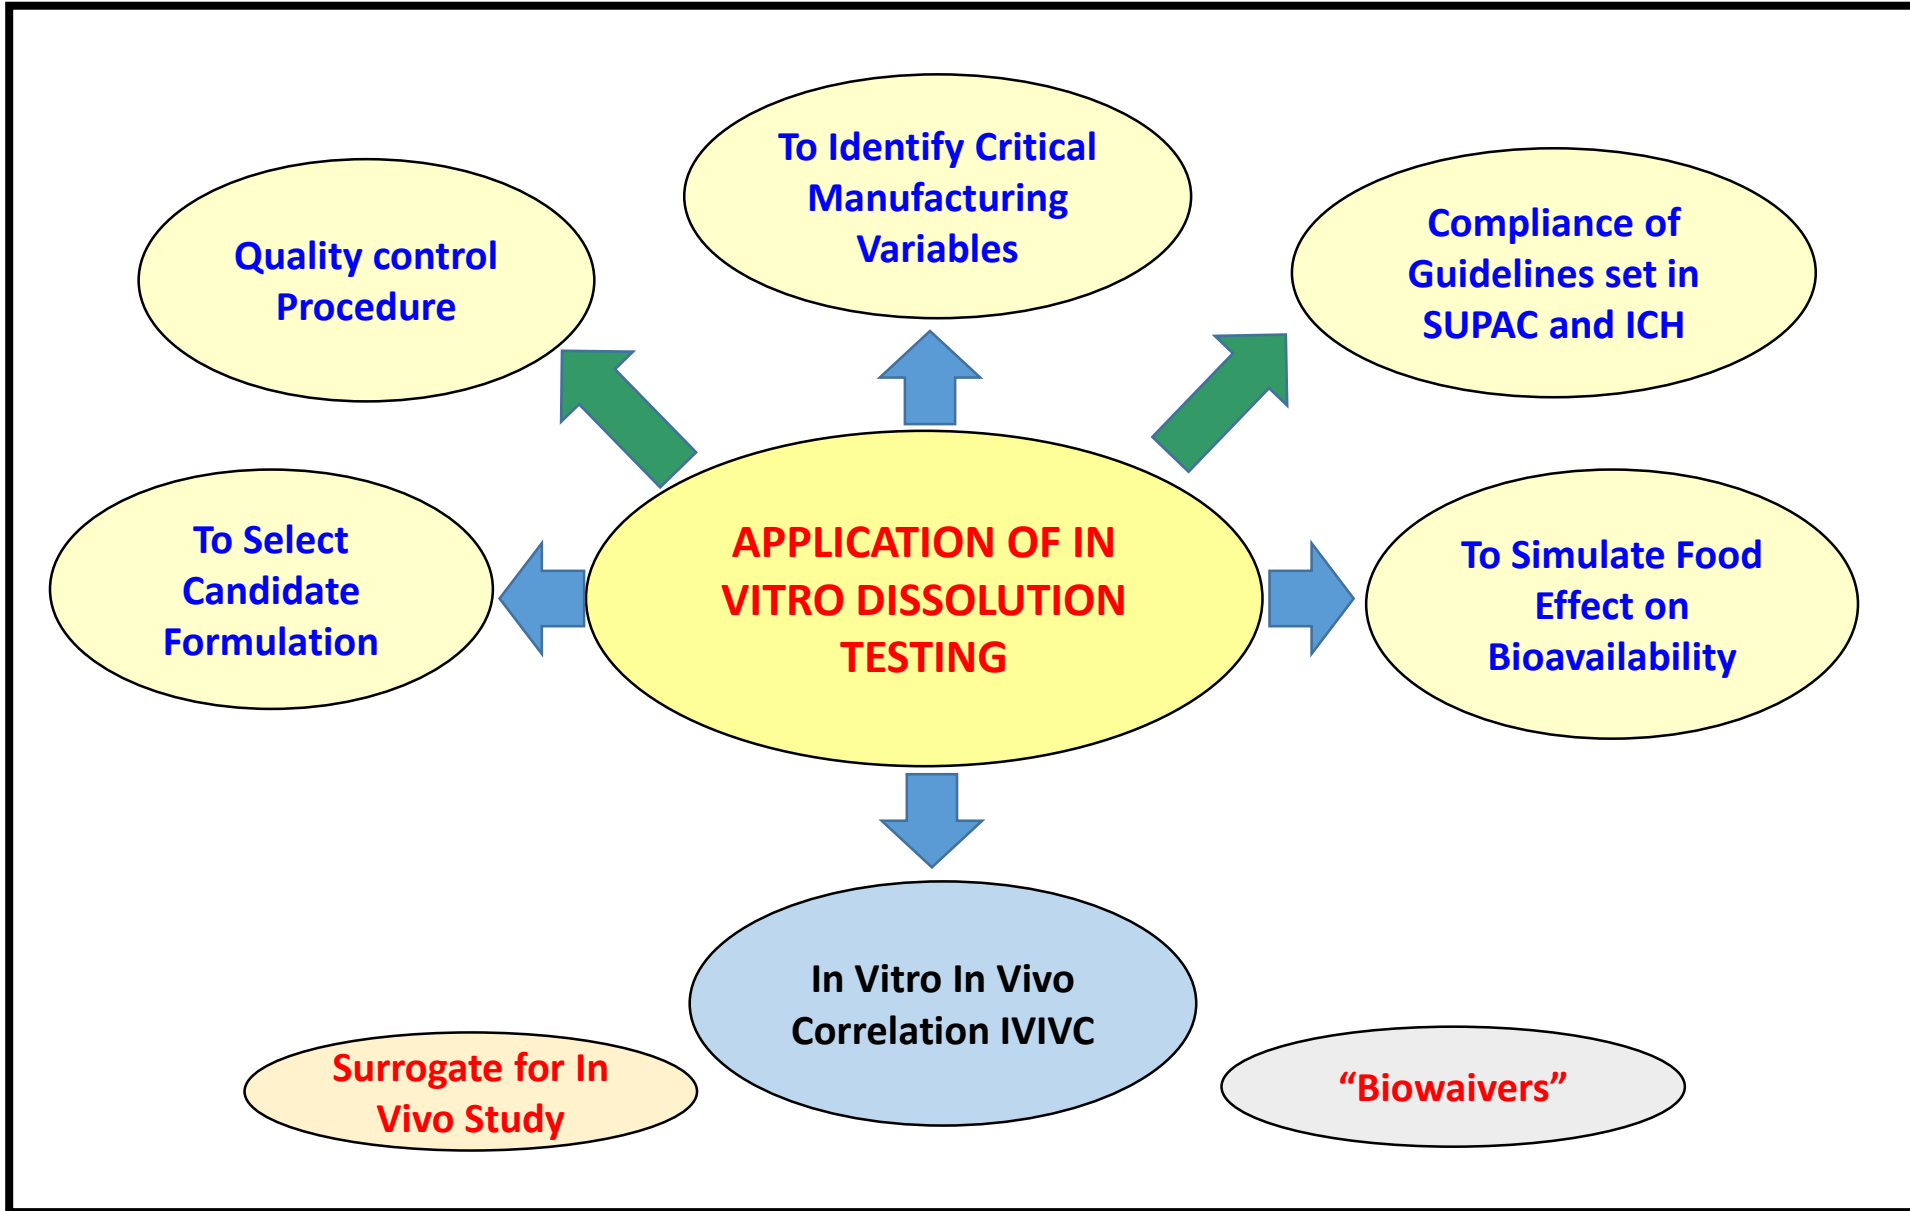 To Identify Critical
Manufacturing
Variables
Quality control
Procedure
Compliance of
Guidelines set in
SUPAC and ICH
To Select
Candidate
Formulation
APPLICATION OF IN
VITRO DISSOLUTION
TESTING
To Simulate Food
Effect on
Bioavailability
In Vitro In Vivo
Correlation IVIVC
Surrogate for In
Vivo Study
“Biowaivers”